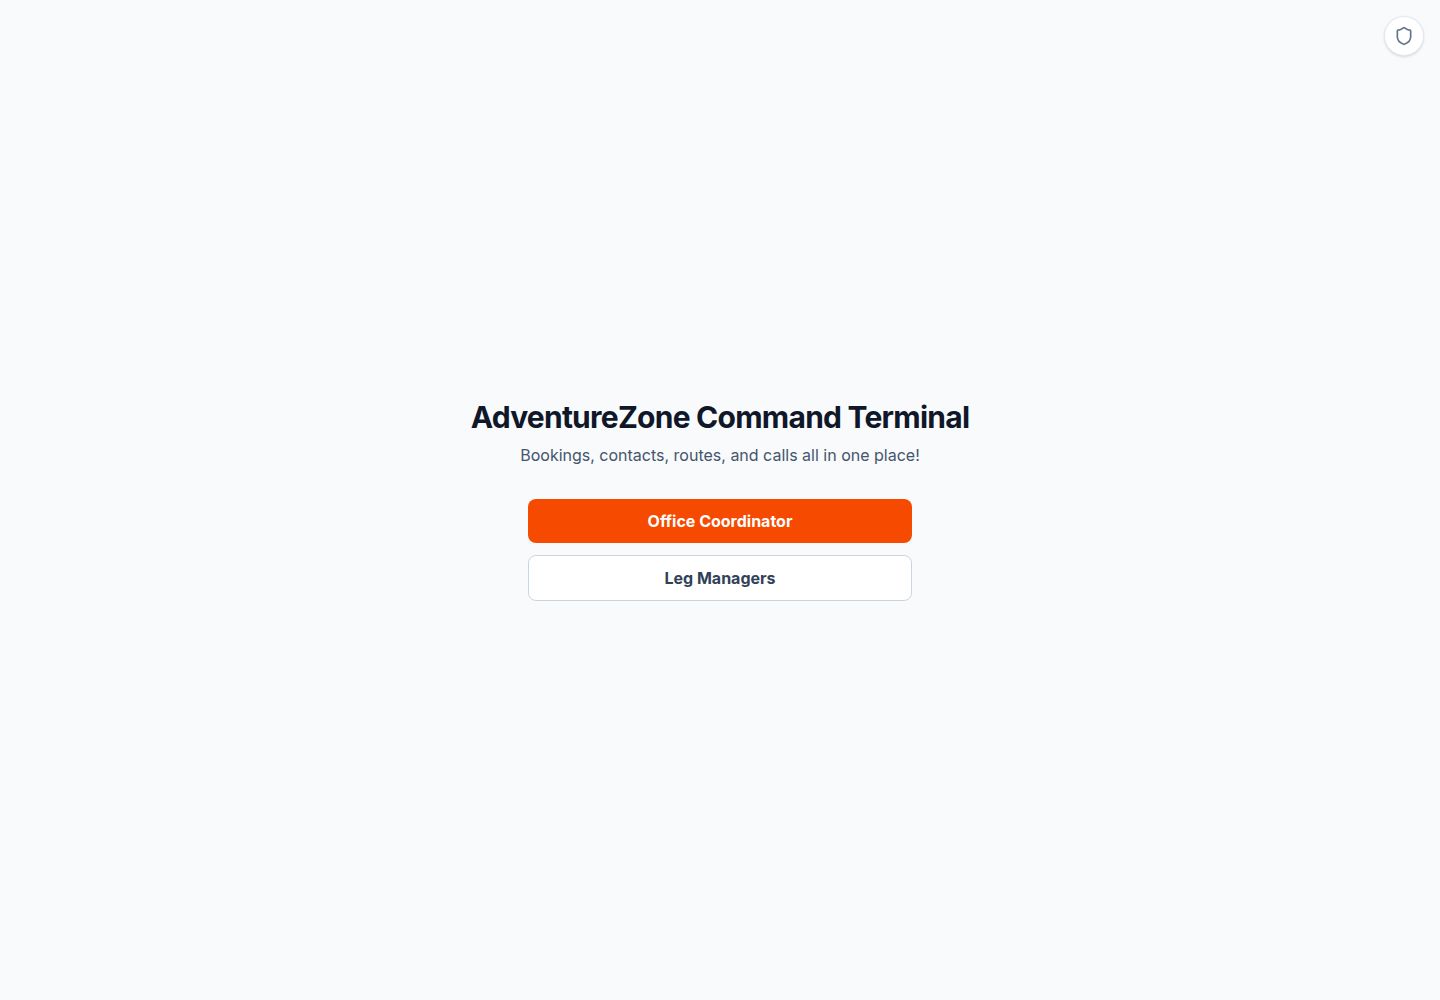 AdventureZone Command Terminal
Bookings, contacts, routes, and calls all in one place!
Office Coordinator
Leg Managers